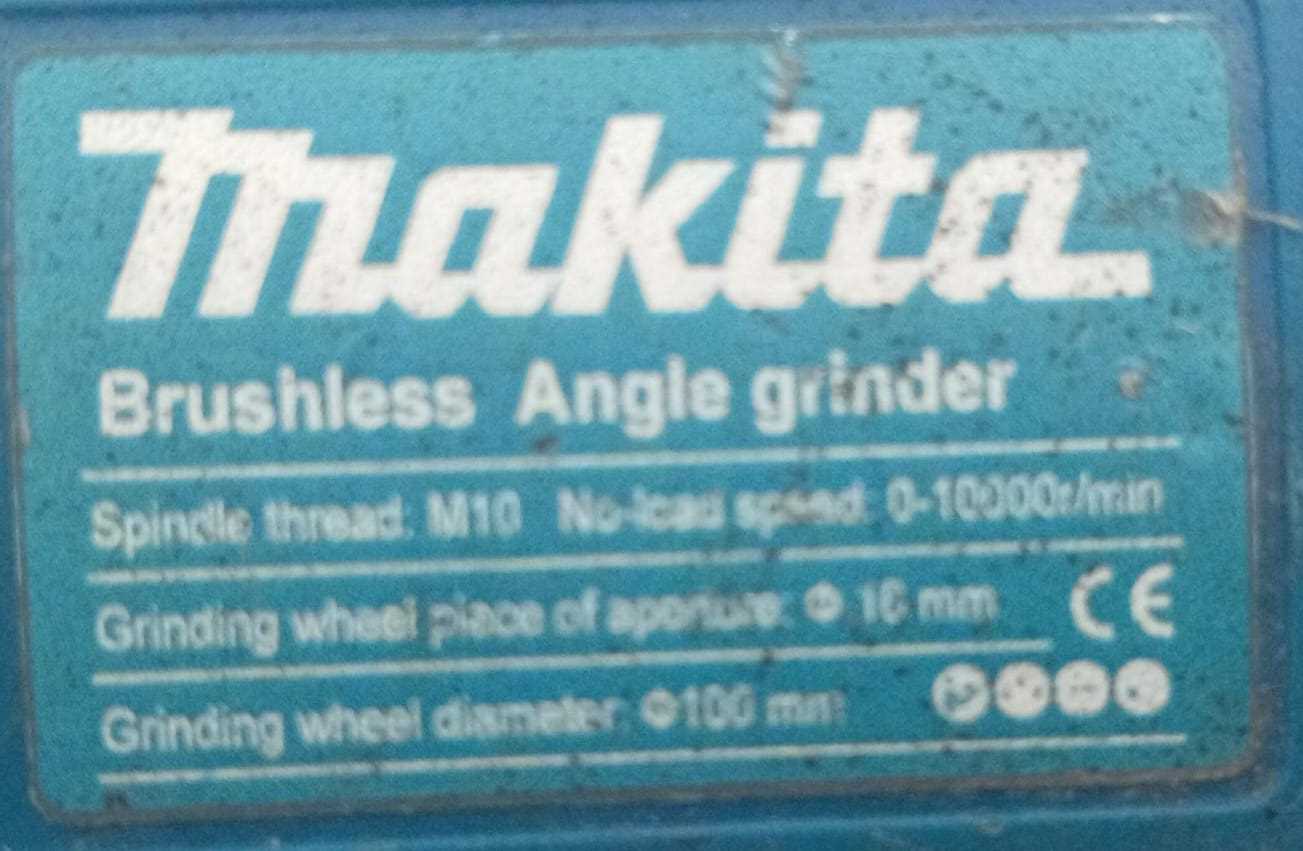 makita
Brushless Angle grinder
Spindle thread: M10 No-load speed: 0-10000r/min
Grinding wheel place of aperture: Φ 16 mm
CE
Grinding wheel diameter: Φ100 mm